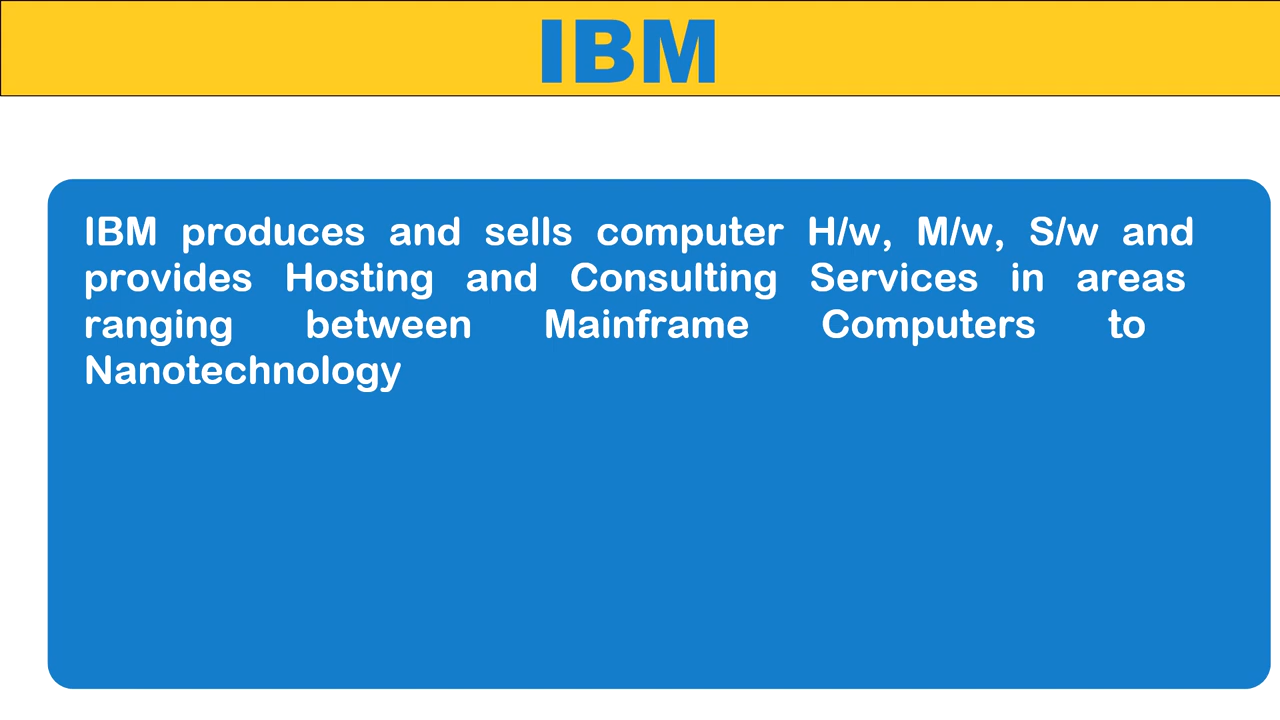 IBM
IBM produces and sells computer H/w, M/w, S/w and
provides Hosting and Consulting Services in areas
ranging between Mainframe Computers to
Nanotechnology